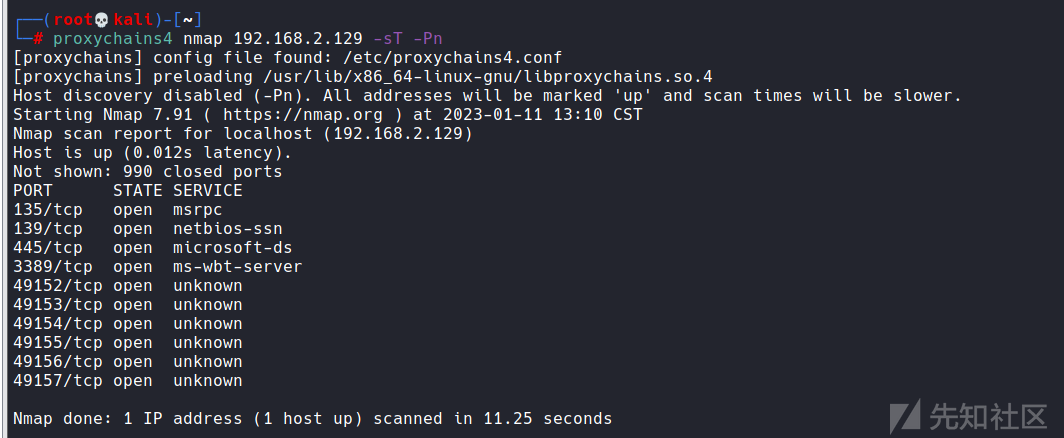 ┌──(root💀kali)-[~]
└─# proxychains4 nmap 192.168.2.129 -sT -Pn
[proxychains] config file found: /etc/proxychains4.conf
[proxychains] preloading /usr/lib/x86_64-linux-gnu/libproxychains.so.4
Host discovery disabled (-Pn). All addresses will be marked 'up' and scan times will be slower.
Starting Nmap 7.91 ( https://nmap.org ) at 2023-01-11 13:10 CST
Nmap scan report for localhost (192.168.2.129)
Host is up (0.012s latency).
Not shown: 990 closed ports
PORT      STATE SERVICE
135/tcp   open  msrpc
139/tcp   open  netbios-ssn
445/tcp   open  microsoft-ds
3389/tcp  open  ms-wbt-server
49152/tcp open  unknown
49153/tcp open  unknown
49154/tcp open  unknown
49155/tcp open  unknown
49156/tcp open  unknown
49157/tcp open  unknown
Nmap done: 1 IP address (1 host up) scanned in 11.25 seconds
先知社区